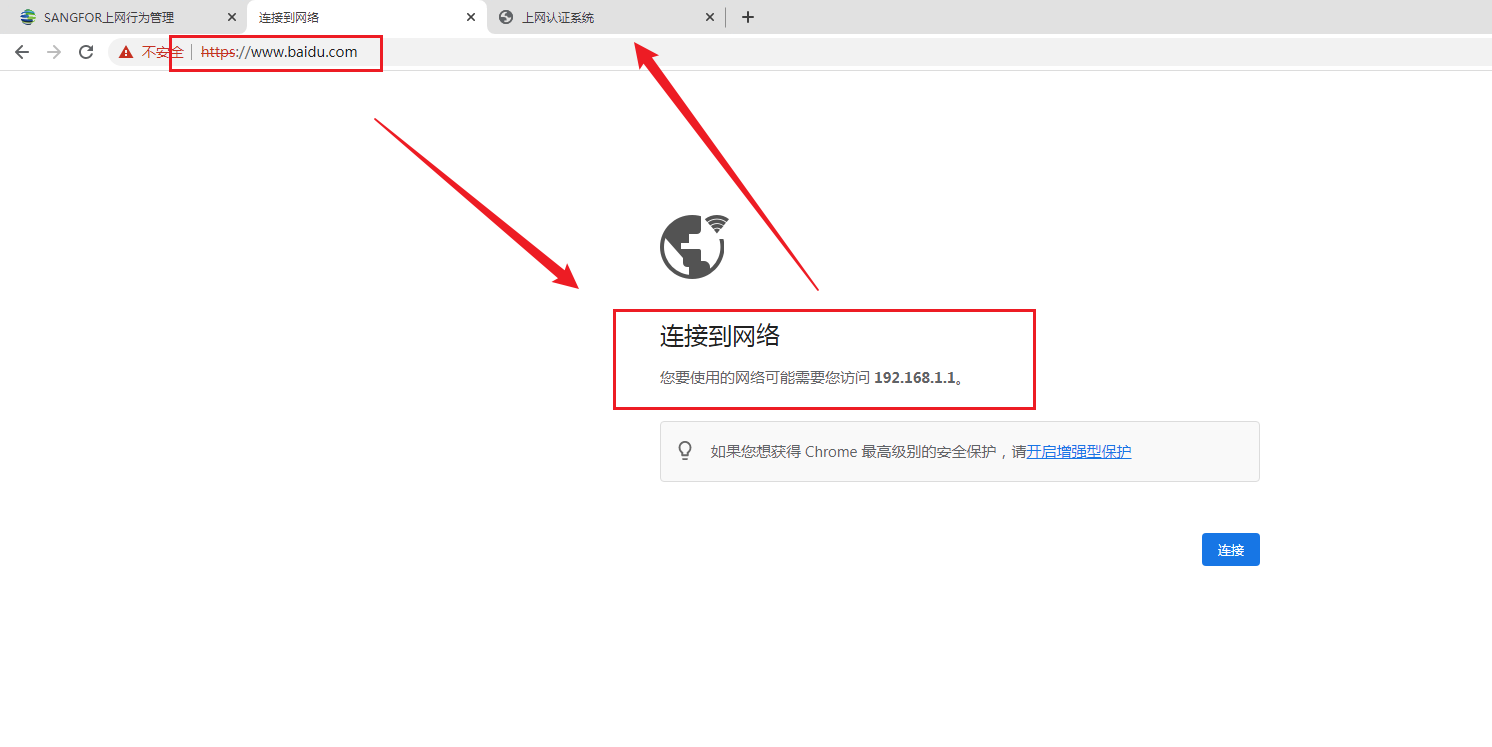 SANGFOR上网行为管理
连接到网络
上网认证系统
不安全 https://www.baidu.com
连接到网络
您要使用的网络可能需要您访问 192.168.1.1。
如果您想获得 Chrome 最高级别的安全保护，请开启增强型保护
连接